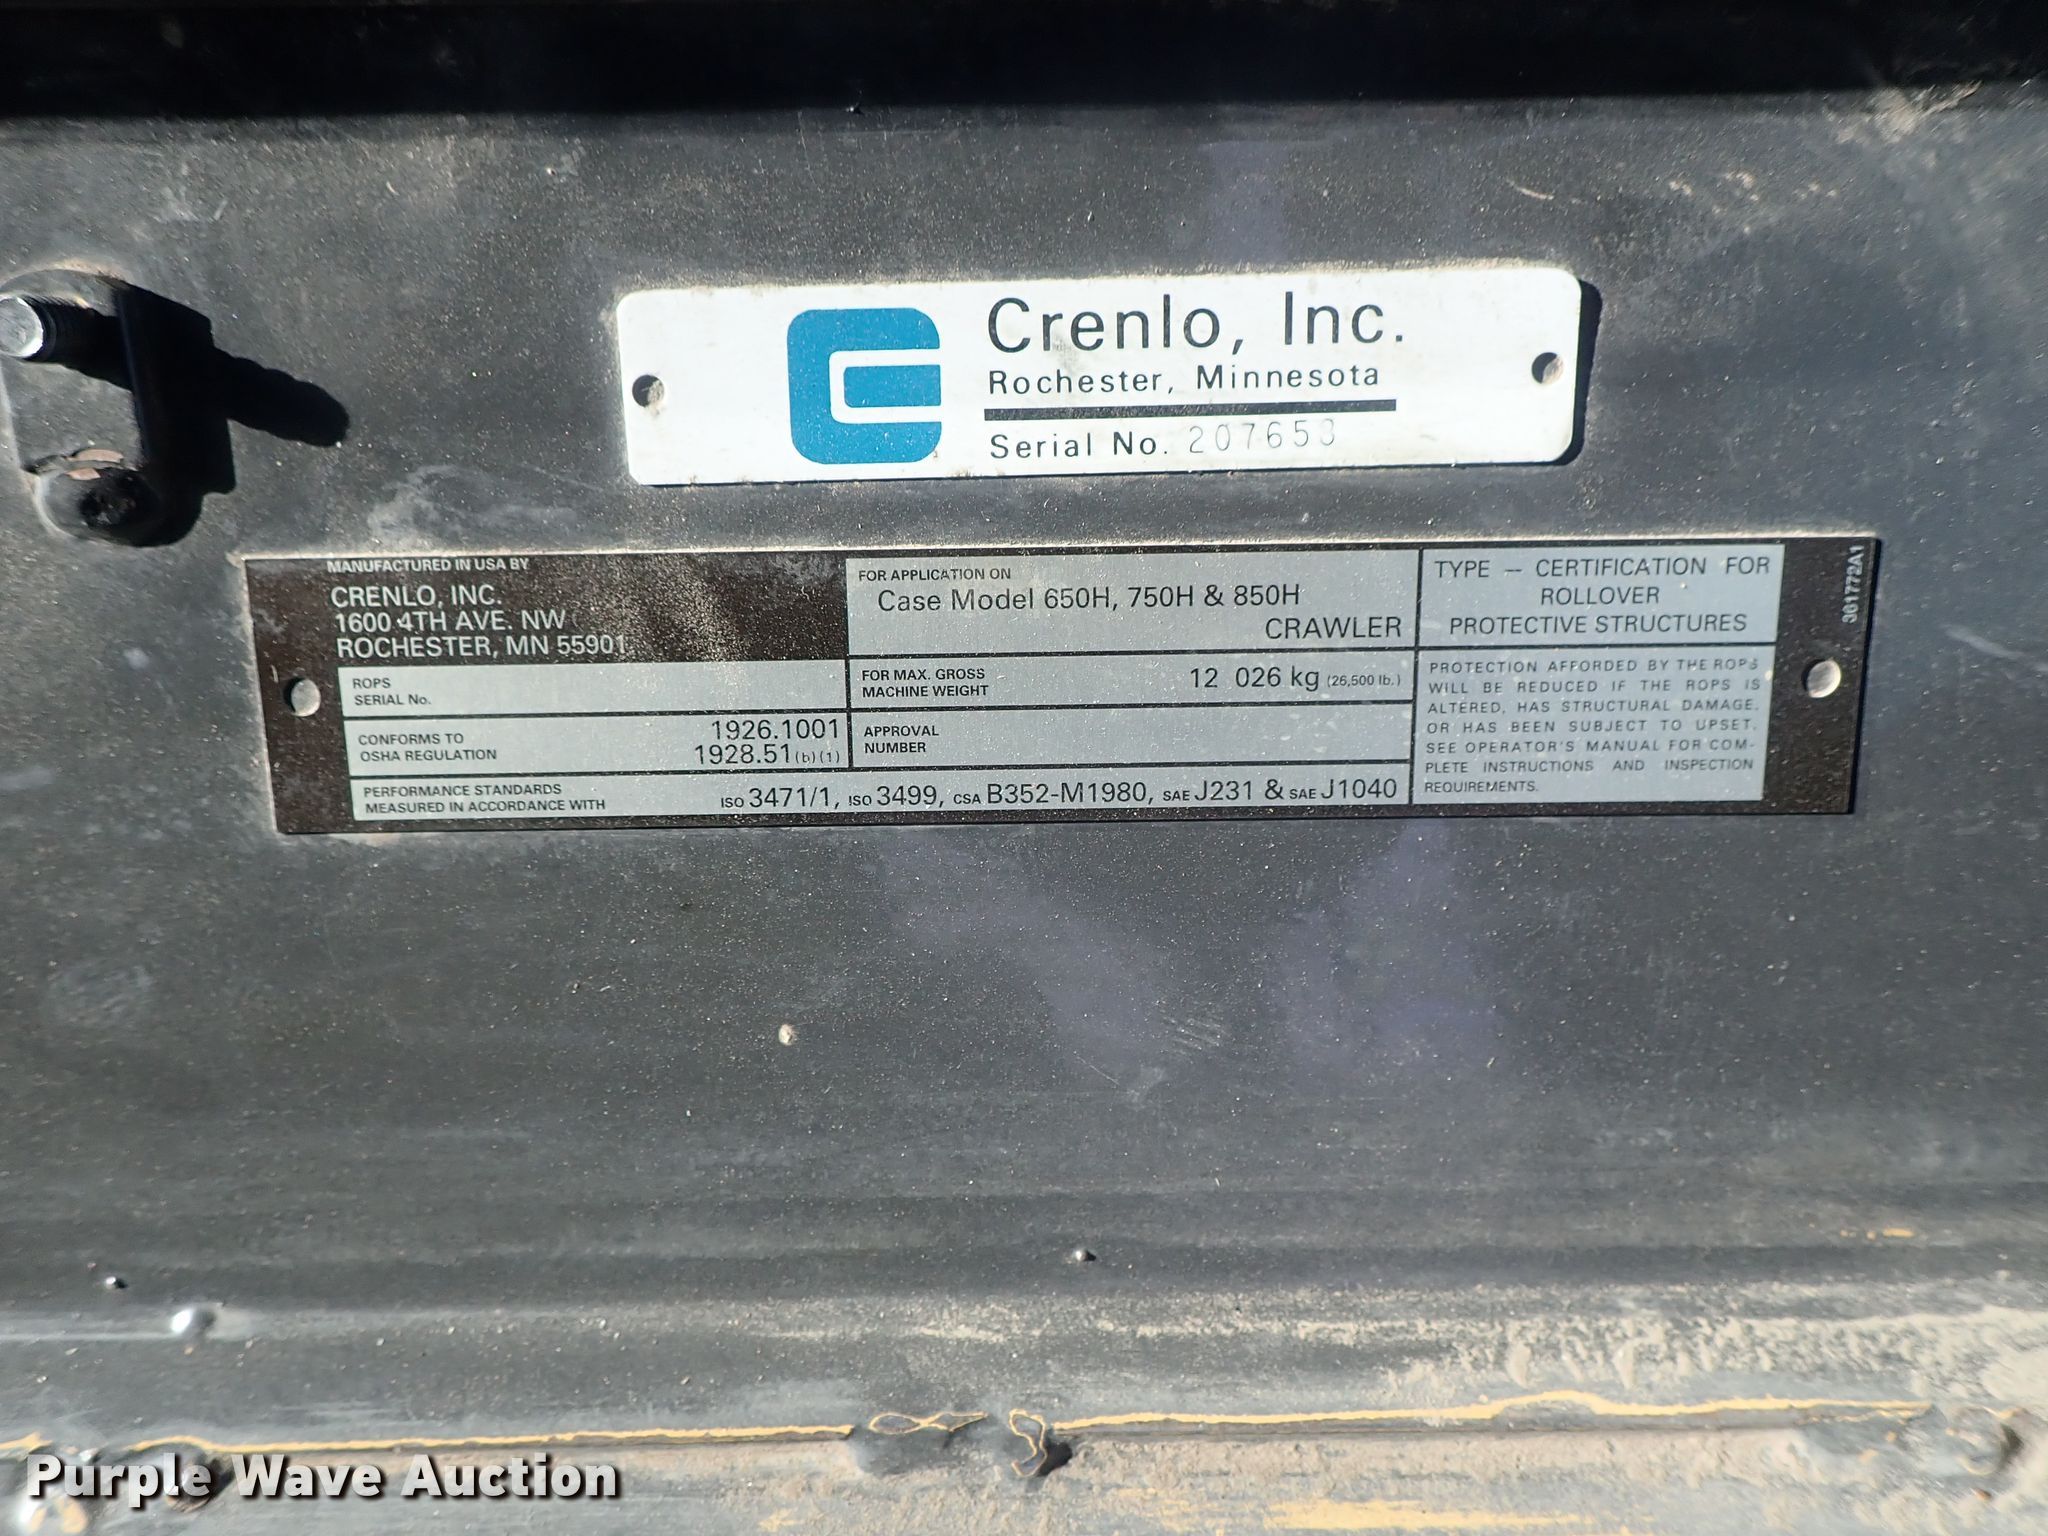 Crenlo, Inc.
Rochester, Minnesota
Serial No. 207653
MANUFACTURED IN USA BY
CRENLO, INC.
1600 4TH AVE. NW
ROCHESTER, MN 55901
ROPS
SERIAL No.
CONFORMS TO
OSHA REGULATION
1926.1001
1928.51(b)(1)
PERFORMANCE STANDARDS
MEASURED IN ACCORDANCE WITH
ISO 3471/1, ISO 3499, CSA B352-M1980, SAE J231 & SAE J1040
FOR APPLICATION ON
Case Model 650H, 750H & 850H
CRAWLER
FOR MAX. GROSS
MACHINE WEIGHT
12 026 kg (26,500 lb.)
APPROVAL
NUMBER
TYPE – CERTIFICATION FOR
ROLLOVER
PROTECTIVE STRUCTURES
PROTECTION AFFORDED BY THE ROPS
WILL BE REDUCED IF THE ROPS IS
ALTERED, HAS STRUCTURAL DAMAGE,
OR HAS BEEN SUBJECT TO UPSET.
SEE OPERATOR'S MANUAL FOR COM-
PLETE INSTRUCTIONS AND INSPECTION
REQUIREMENTS.
Purple Wave Auction